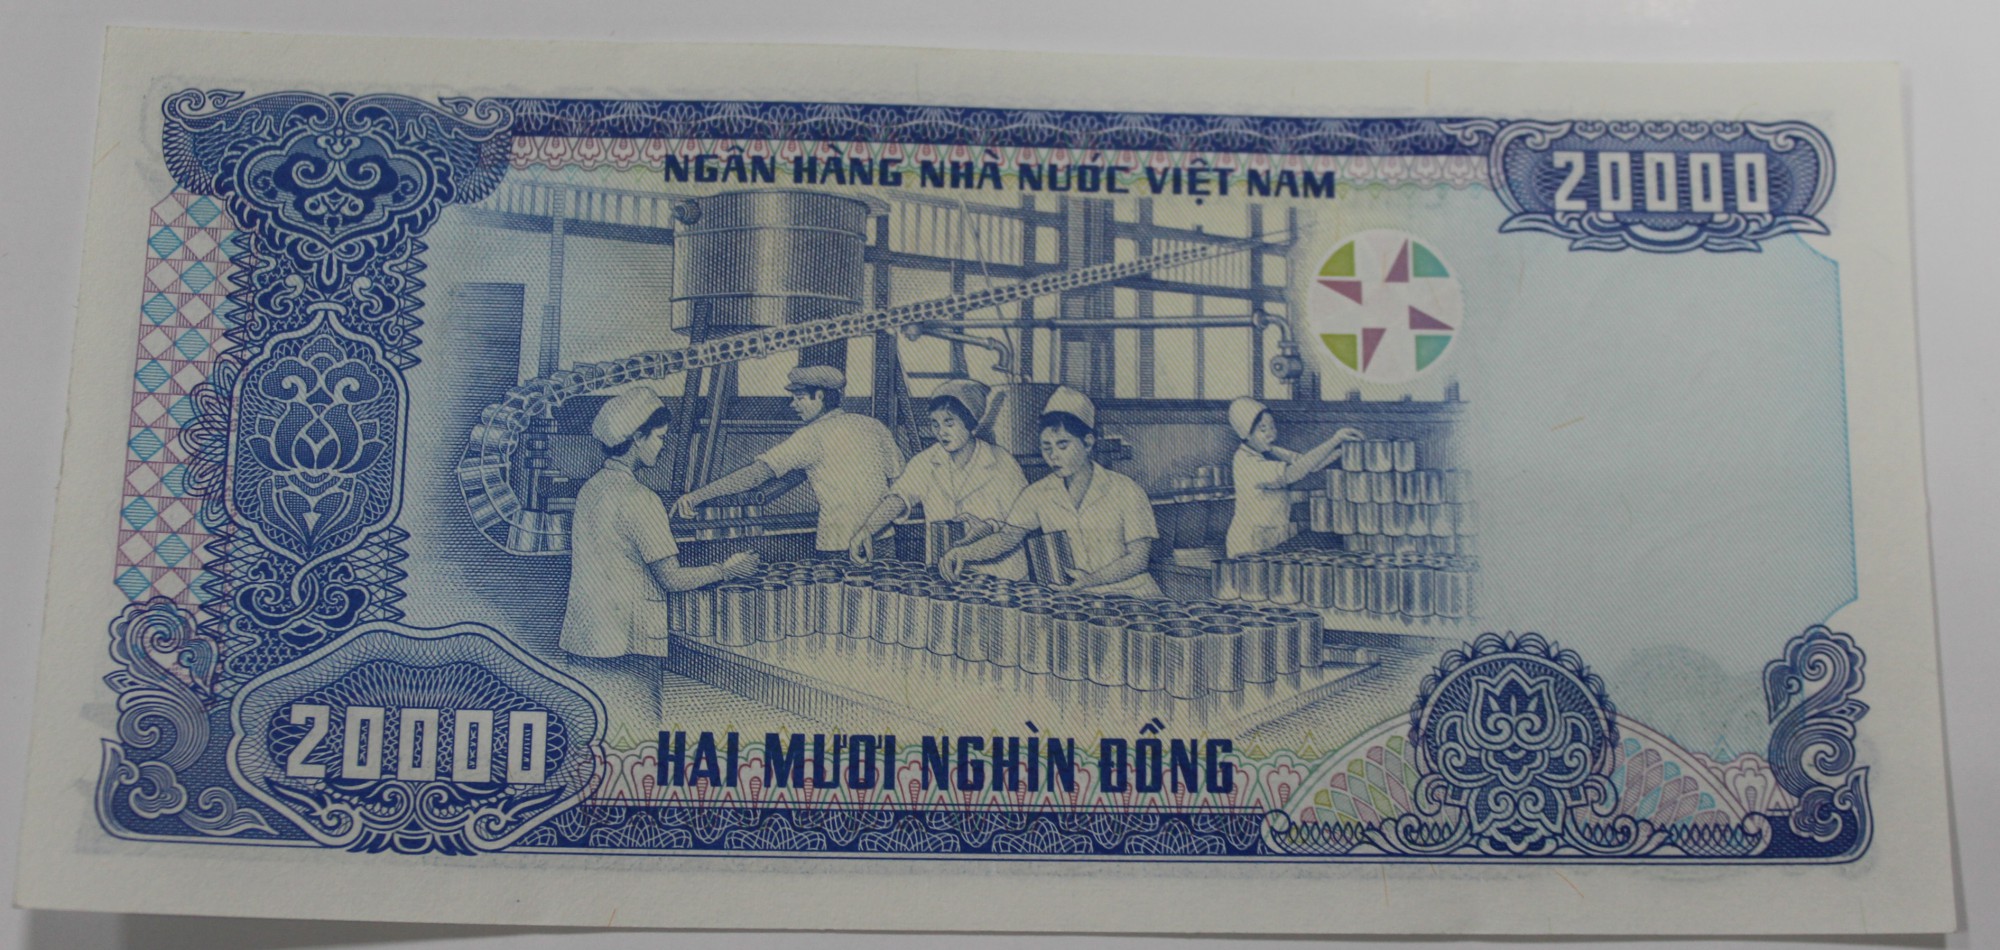 NGÂN HÀNG NHÀ NƯỚC VIỆT NAM
20000
20000
HAI MƯƠI NGHÌN ĐỒNG